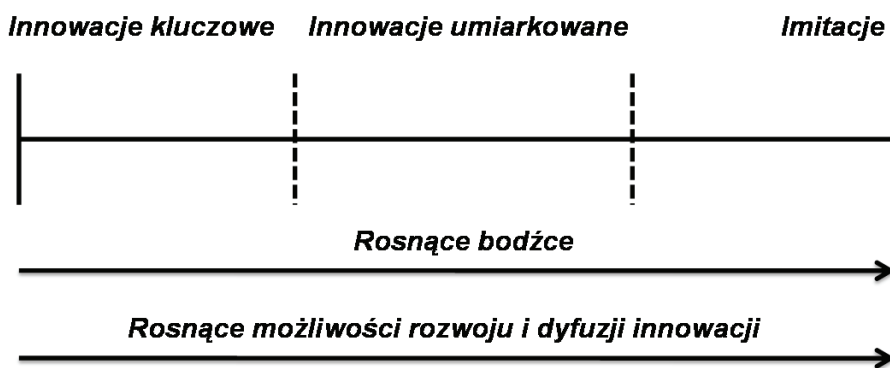 Innowacje kluczowe Innowacje umiarkowane Imitacje
Rosnące bodźce
Rosnące możliwości rozwoju i dyfuzji innowacji